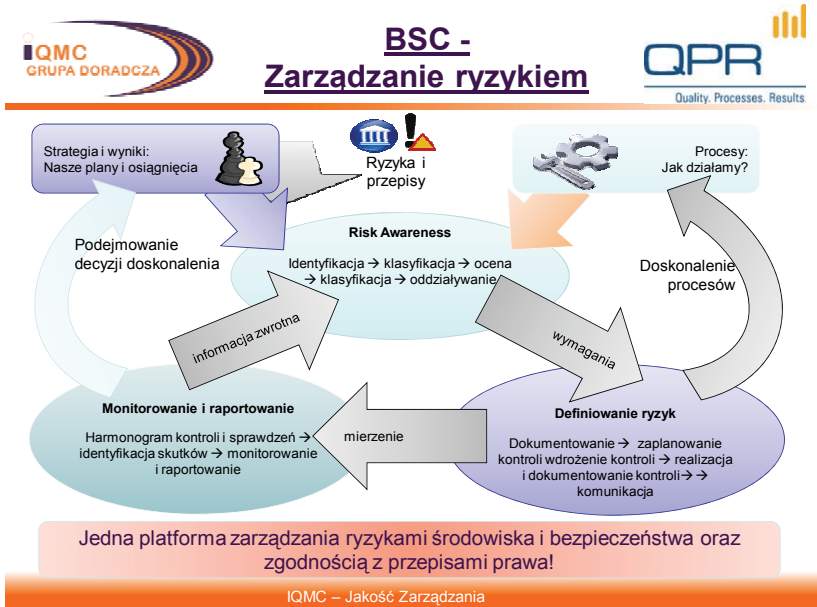 IQMC
GRUPA DORADCZA
BSC -
Zarządzanie ryzykiem
QPR
Quality. Processes. Results
Strategia i wyniki:
Nasze plany i osiągnięcia
Ryzyka i
przepisy
Procesy:
Jak działamy?
Podejmowanie
decyzji doskonalenia
Risk Awareness
Identyfikacja → klasyfikacja → ocena
→ klasyfikacja → oddziaływanie
Doskonalenie
procesów
informacja zwrotna
wymagania
Monitorowanie i raportowanie
Harmonogram kontroli i sprawdzeń →
identyfikacja skutków → monitorowanie
i raportowanie
mierzenie
Definiowanie ryzyk
Dokumentowanie → zaplanowanie
kontroli wdrożenie kontroli → realizacja
i dokumentowanie kontroli → →
komunikacja
Jedna platforma zarządzania ryzykami środowiska i bezpieczeństwa oraz
zgodnością z przepisami prawa!
IQMC – Jakość Zarządzania